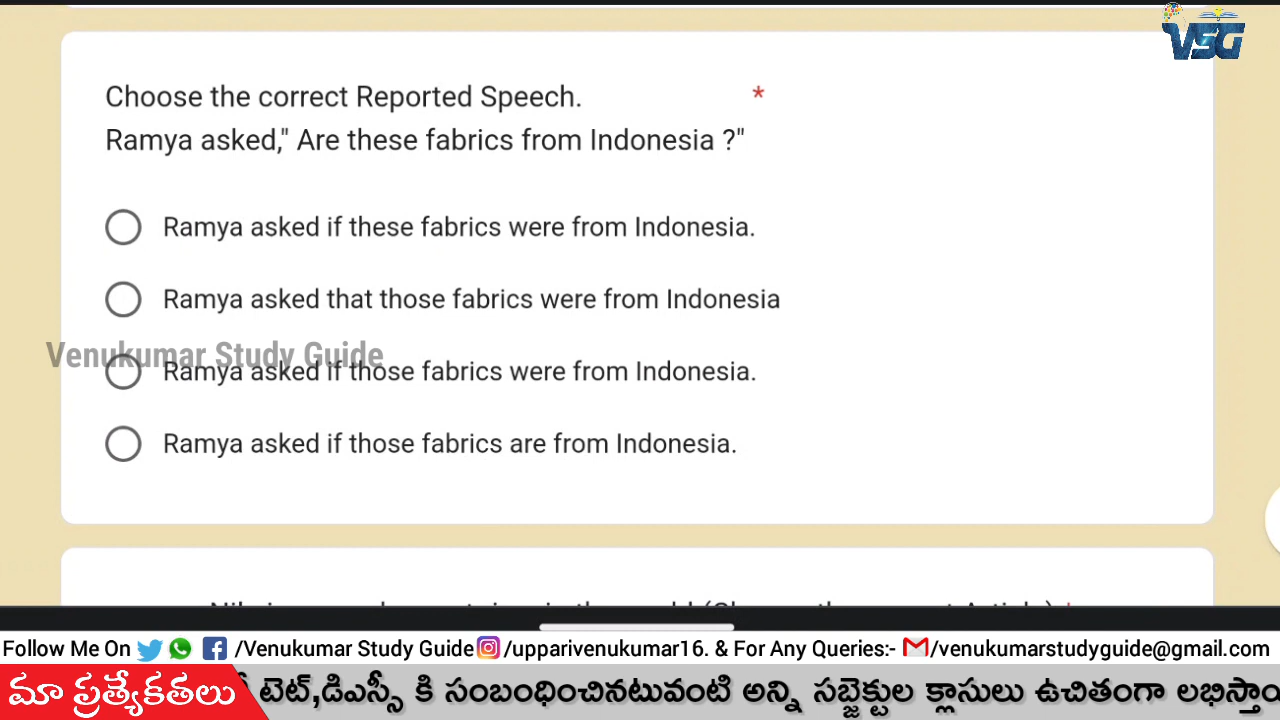 VSG
Choose the correct Reported Speech. *
Ramya asked," Are these fabrics from Indonesia ?"
Ramya asked if these fabrics were from Indonesia.
Ramya asked that those fabrics were from Indonesia
Venukumar Study Guide
Ramya asked if those fabrics were from Indonesia.
Ramya asked if those fabrics are from Indonesia.
Follow Me On /Venukumar Study Guide /upparivenukumar16. & For Any Queries:- /venukumarstudyguide@gmail.com
మా ప్రత్యేకతలు టెట్,డిఎస్సీ కి సంబంధించినటువంటి అన్ని సబ్జెక్టుల క్లాసులు ఉచితంగా